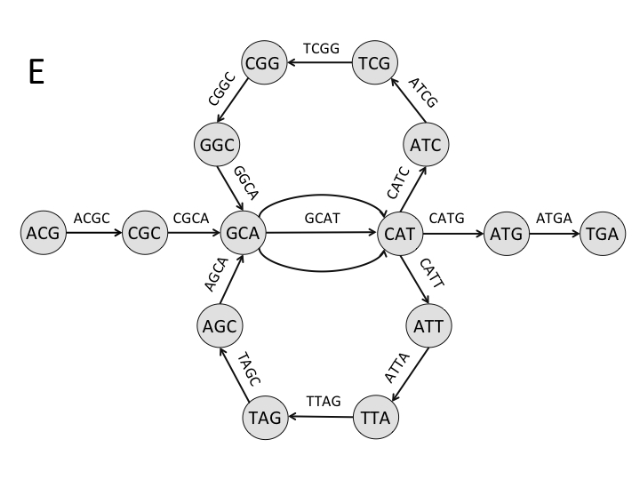 E
TCGG
CGG
TCG
CGGC
ATCG
GGC
ATC
GGCA
CATC
ACG
ACGC
CGC
CGCA
GCA
GCAT
CAT
CATG
ATG
ATGA
TGA
AGCA
CATT
AGC
ATT
TAGC
ATTA
TAG
TTAG
TTA